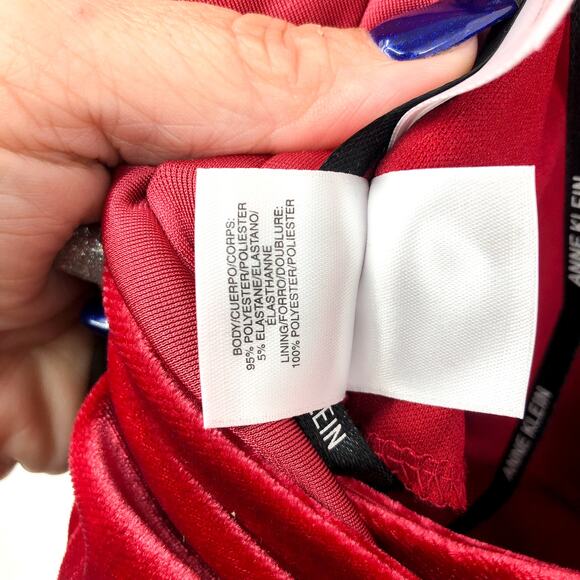 BODY/CUERPO/CORPS:
95% POLYESTER/POLIESTER
5% ELASTANE/ELASTANO/
ÉLASTHANNE
LINING/FORRO/DOUBLURE:
100% POLYESTER/POLIESTER
EIN
ANNE KLEIN
ANNE KLEIN